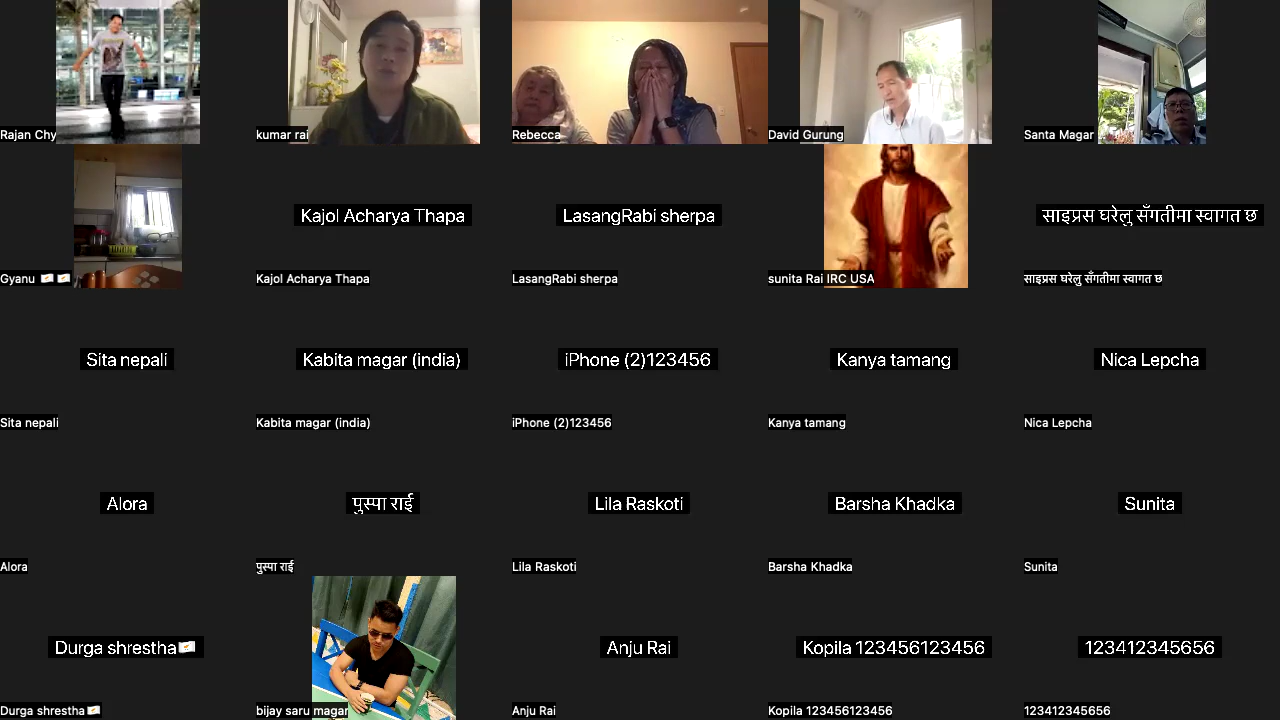 Rajan Chy
kumar rai
Rebecca
David Gurung
Santa Magar
Kajol Acharya Thapa
LasangRabi sherpa
साइप्रस घरेलु सँगतीमा स्वागत छ
Gyanu 🇨🇾 🇨🇾
Kajol Acharya Thapa
LasangRabi sherpa
sunita Rai IRC USA
साइप्रस घरेलु सँगतीमा स्वागत छ
Sita nepali
Kabita magar (india)
iPhone (2)123456
Kanya tamang
Nica Lepcha
Sita nepali
Kabita magar (india)
iPhone (2)123456
Kanya tamang
Nica Lepcha
Alora
पुस्पा राई
Lila Raskoti
Barsha Khadka
Sunita
Alora
पुस्पा राई
Lila Raskoti
Barsha Khadka
Sunita
Durga shrestha🇨🇾
Anju Rai
Kopila 123456123456
123412345656
Durga shrestha🇨🇾
bijay saru magar
Anju Rai
Kopila 123456123456
123412345656